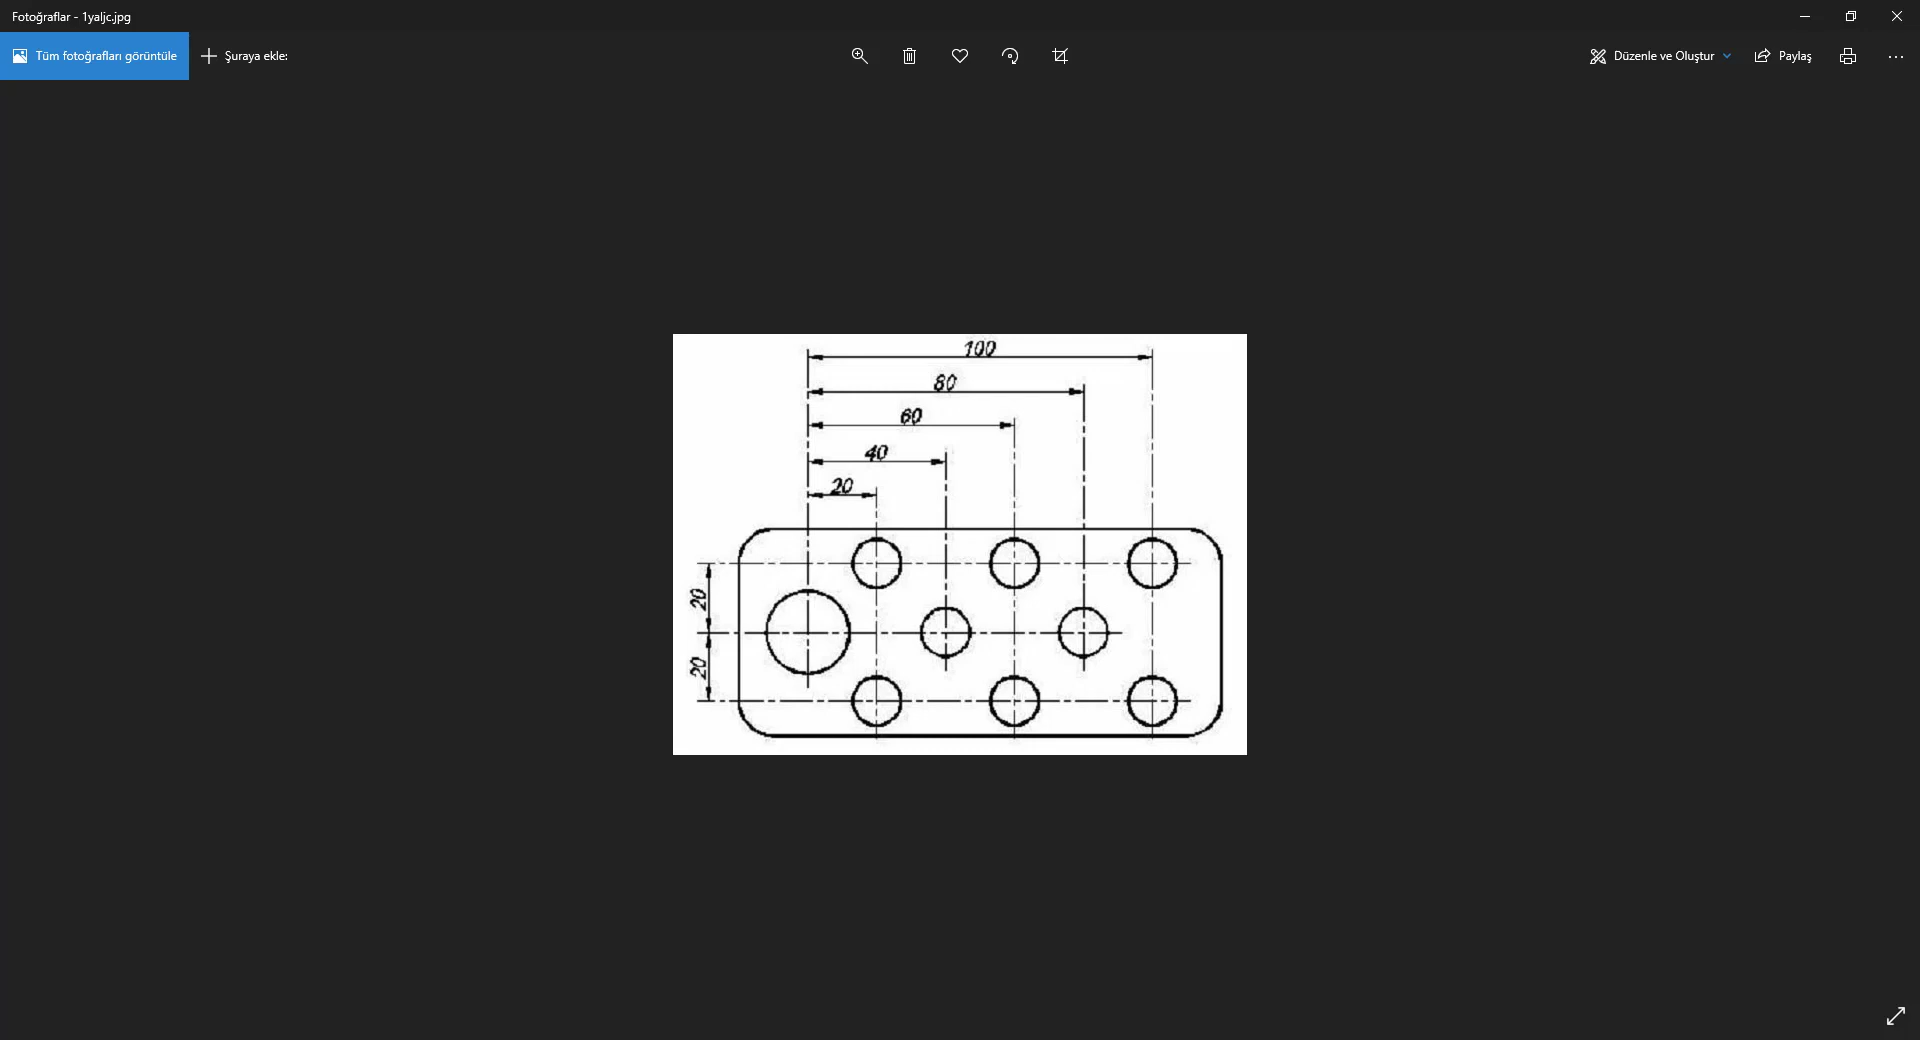 Fotoğraflar - 1yaljc.jpg
Tüm fotoğrafları görüntüle
Şuraya ekle:
Düzenle ve Oluştur
Paylaş
100
80
60
40
20
20
20